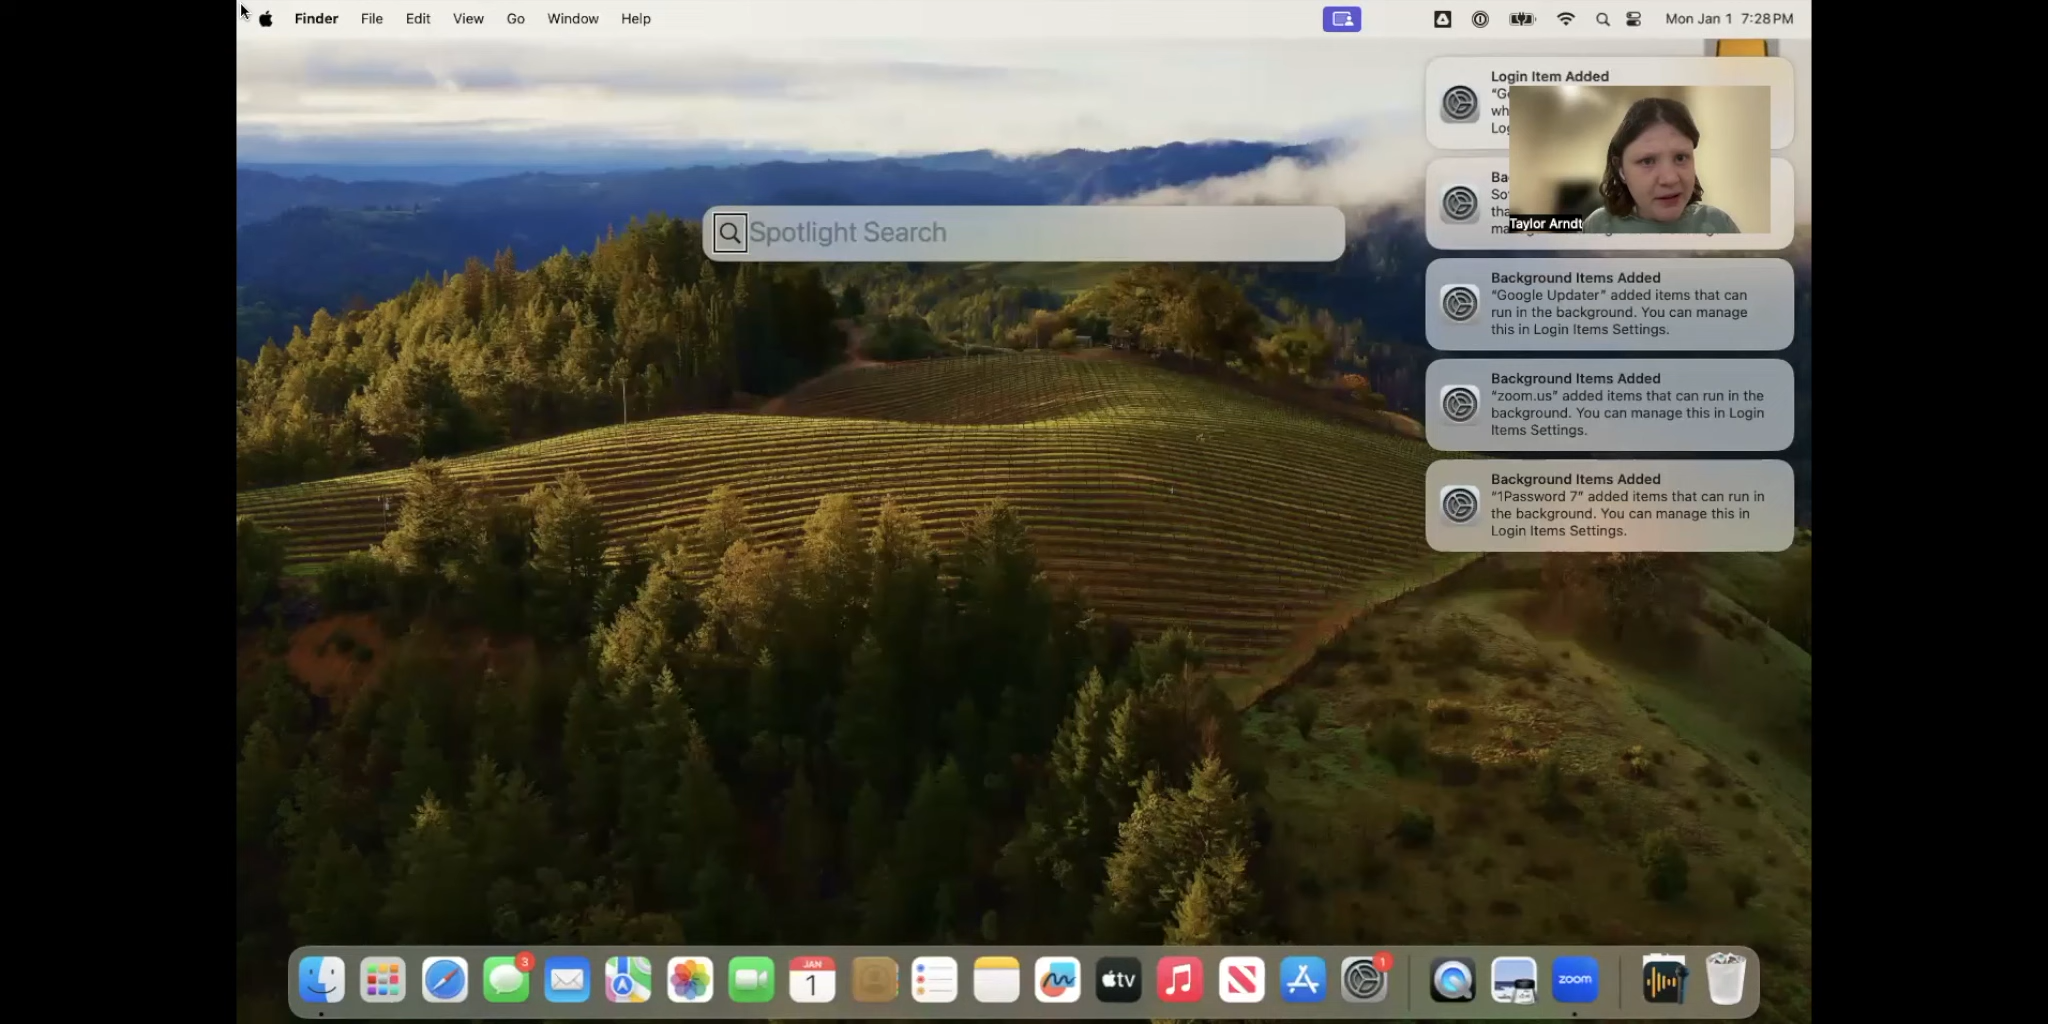 Finder File Edit View Go Window Help
Mon Jan 1 7:28 PM
Login Item Added
Taylor Arndt
Spotlight Search
Background Items Added
“Google Updater” added items that can
run in the background. You can manage
this in Login Items Settings.
Background Items Added
“zoom.us” added items that can run in the
background. You can manage this in Login
Items Settings.
Background Items Added
“1Password 7” added items that can run in
the background. You can manage this in
Login Items Settings.
3
JAN
1
tv
1
zoom